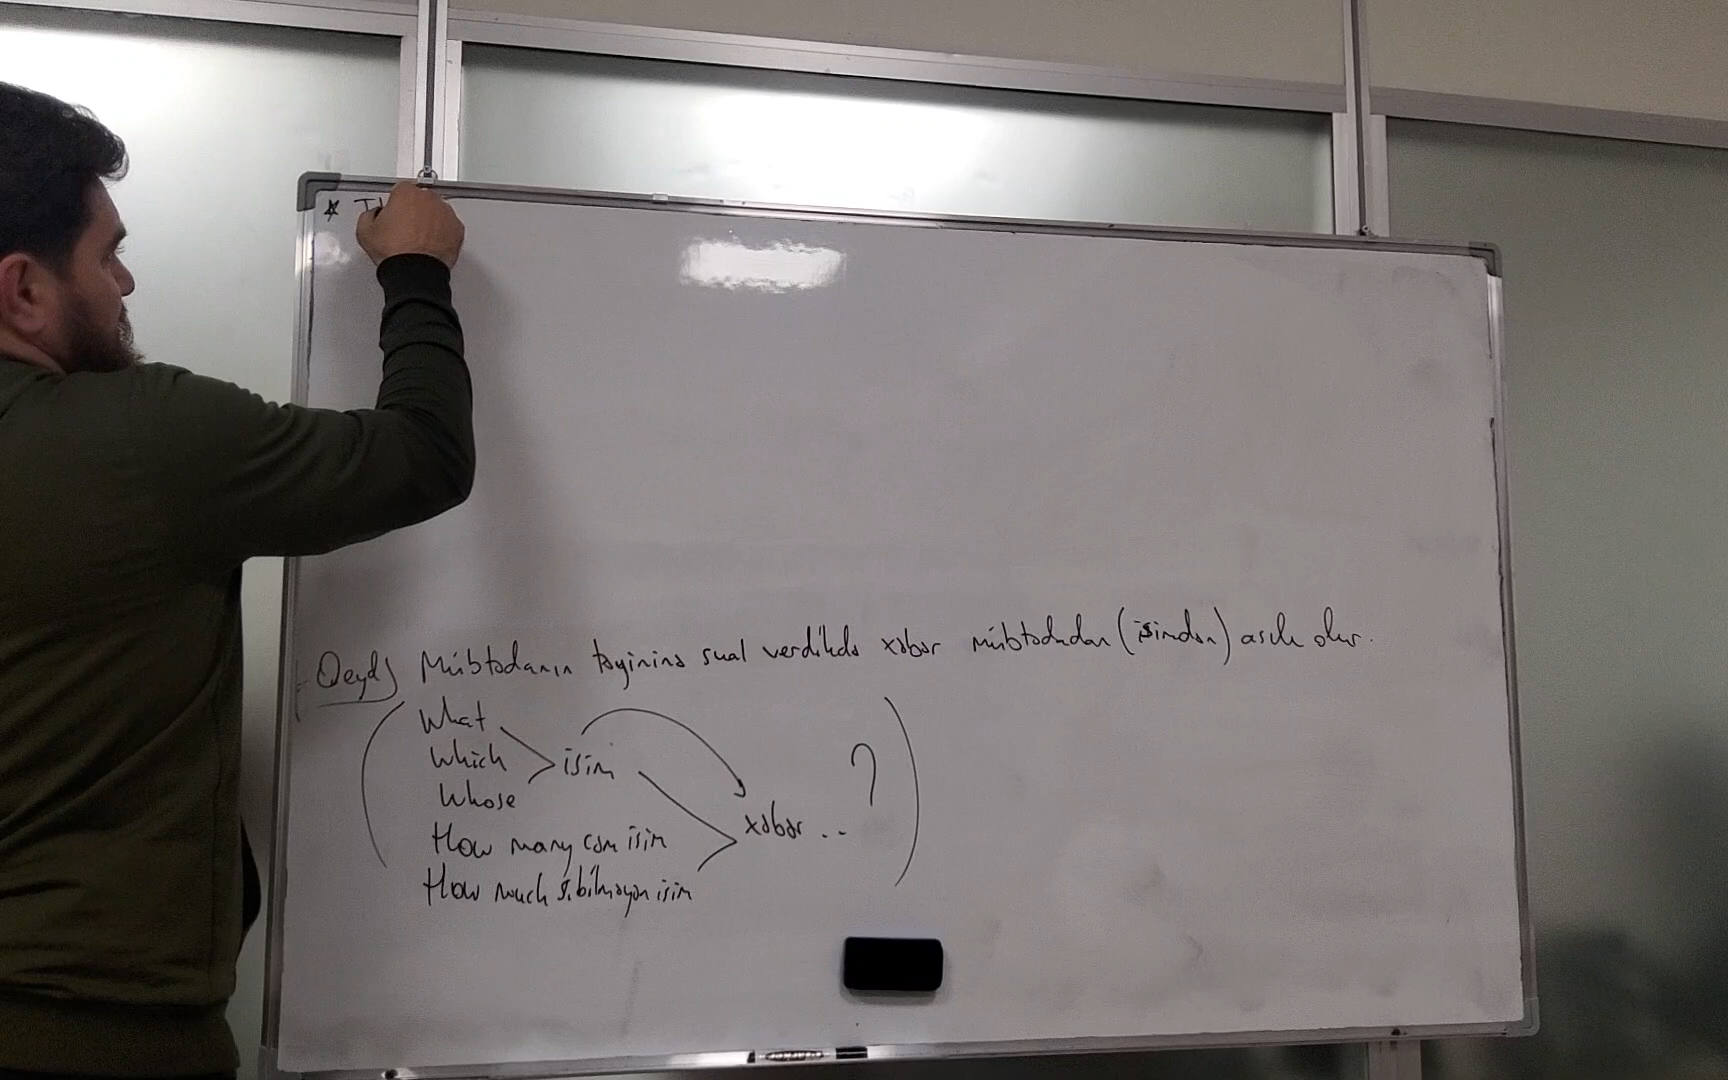 * Th
Qeyd) Mübtədanın təyininə sual verdikdə xəbər mübtədadan (isimdən) asılı olur.
What
Which > isim
Whose
xəbər .. ?
How many cəm isim
How much s.bilməyən isim